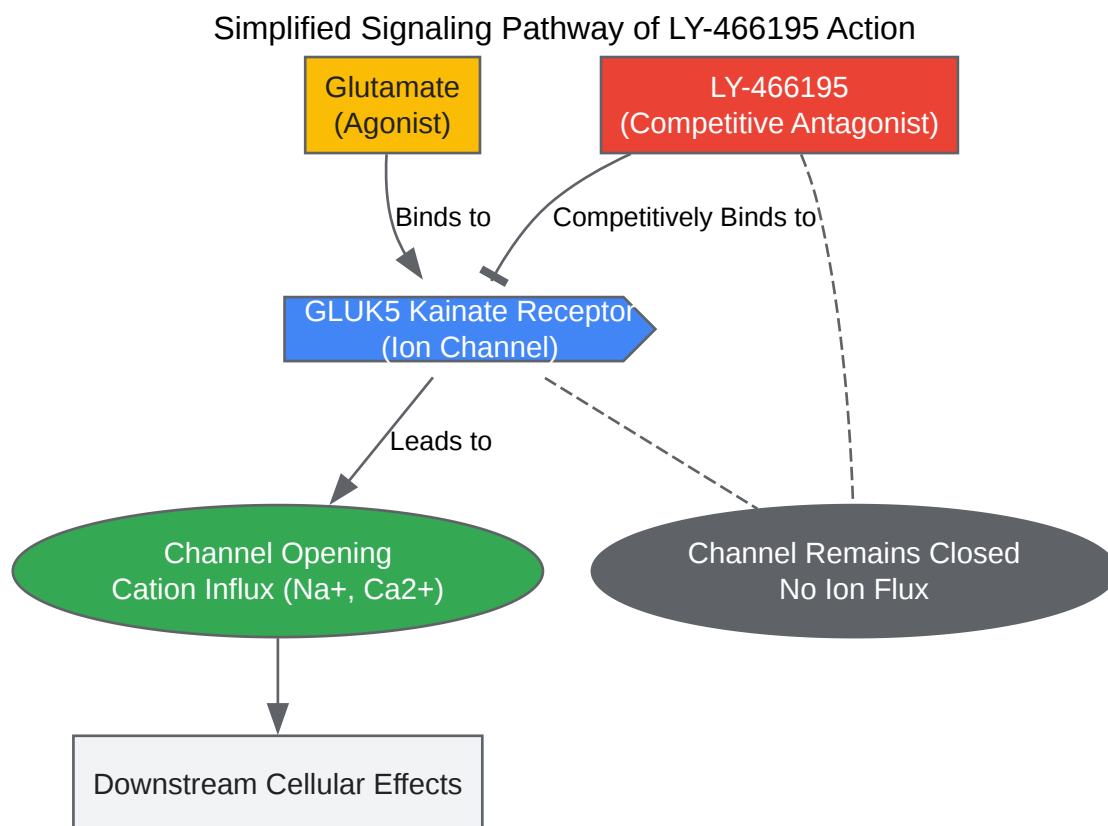 Simplified Signaling Pathway of LY-466195 Action
Glutamate
(Agonist)
LY-466195
(Competitive Antagonist)
Binds to
Competitively Binds to
GLUK5 Kainate Receptor
(Ion Channel)
Leads to
Channel Opening
Cation Influx (Na+, Ca2+)
Channel Remains Closed
No Ion Flux
Downstream Cellular Effects